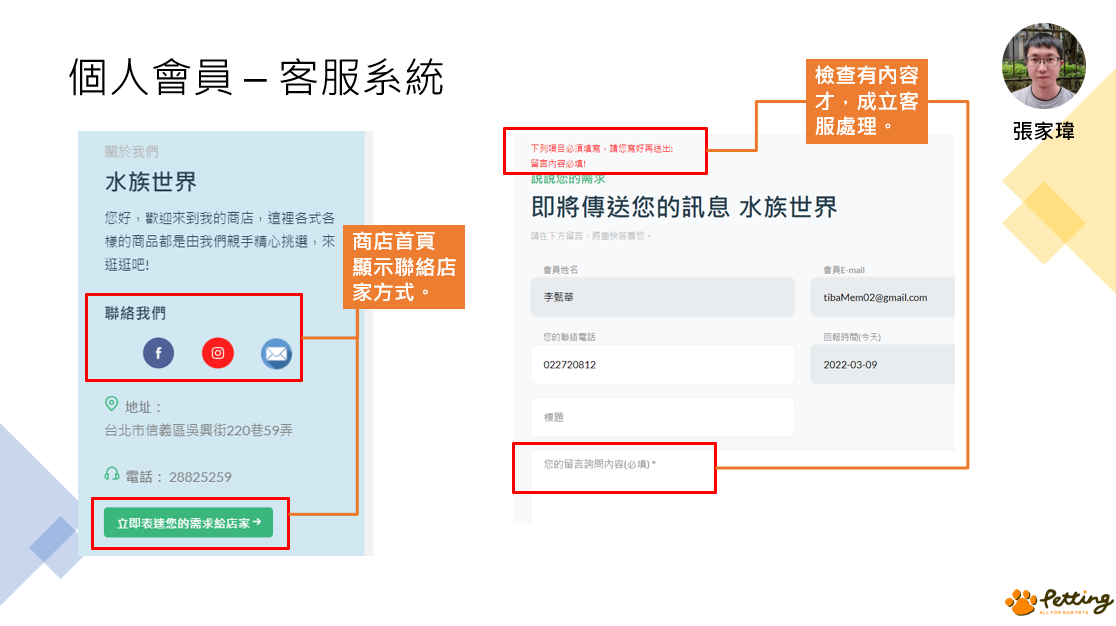 個人會員 – 客服系統
張家瑋
關於我們
水族世界
您好，歡迎來到我的商店，這裡各式各
樣的商品都是由我們親手精心挑選，來
逛逛吧!
聯絡我們
地址：
台北市信義區吳興街220巷59弄
電話： 28825259
立即表達您的需求給店家→
商店首頁
顯示聯絡店
家方式。
檢查有內容
才，成立客
服處理。
下列項目必須填寫，請您寫好再送出:
留言內容必填!
說說您的需求
即將傳送您的訊息 水族世界
請在下方留言，將盡快答覆您。
會員姓名
李甄華
會員E-mail
tibaMem02@gmail.com
您的聯絡電話
022720812
回報時間(今天)
2022-03-09
標題
您的留言詢問內容(必填) *
Petting
ALL FOR OUR PETS